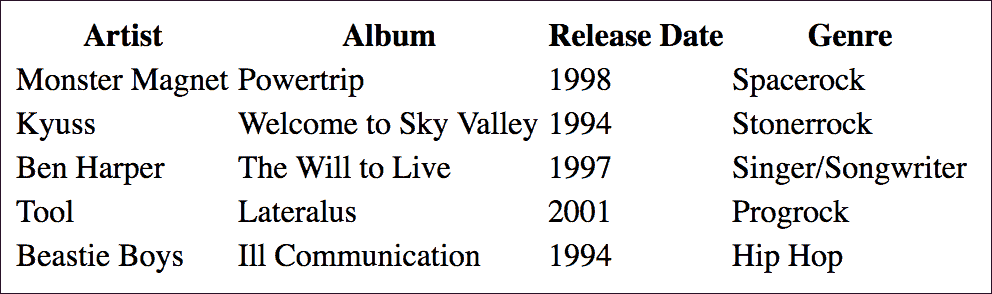 Artist Album Release Date Genre
Monster Magnet Powertrip 1998 Spacerock
Kyuss Welcome to Sky Valley 1994 Stonerrock
Ben Harper The Will to Live 1997 Singer/Songwriter
Tool Lateralus 2001 Progrock
Beastie Boys Ill Communication 1994 Hip Hop